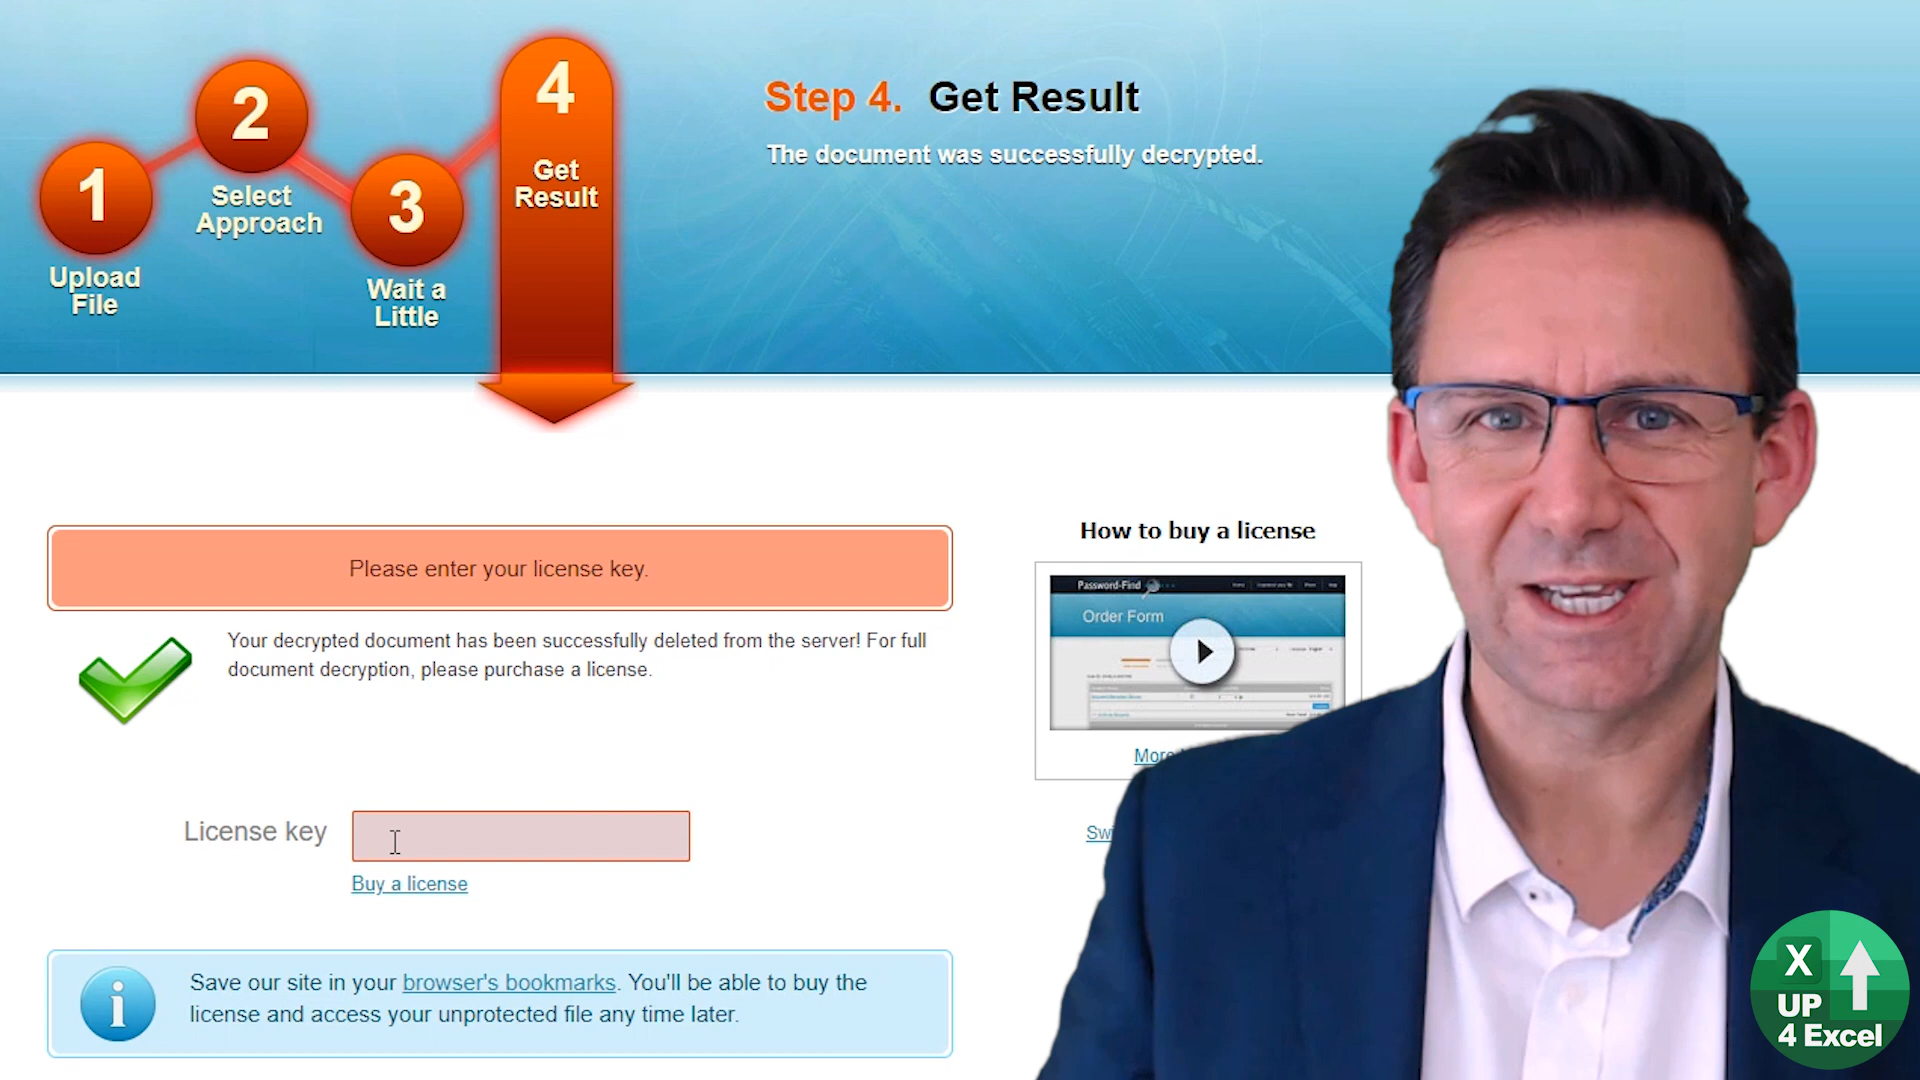 1
Upload
File
2
Select
Approach
3
Wait a
Little
4
Get
Result
Step 4. Get Result
The document was successfully decrypted.
Please enter your license key.
Your decrypted document has been successfully deleted from the server! For full
document decryption, please purchase a license.
License key
Buy a license
Save our site in your browser's bookmarks. You'll be able to buy the
license and access your unprotected file any time later.
How to buy a license
Password-Find
Order Form
More
X
UP
4 Excel